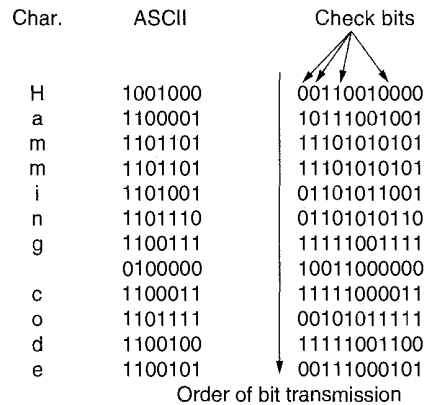 Char. ASCII Check bits
H 1001000 00110010000
a 1100001 10111001001
m 1101101 11101010101
m 1101101 11101010101
i 1101001 01101011001
n 1101110 01101010110
g 1100111 11111001111
0100000 10011000000
c 1100011 11111000011
o 1101111 00101011111
d 1100100 11111001100
e 1100101 00111000101
Order of bit transmission